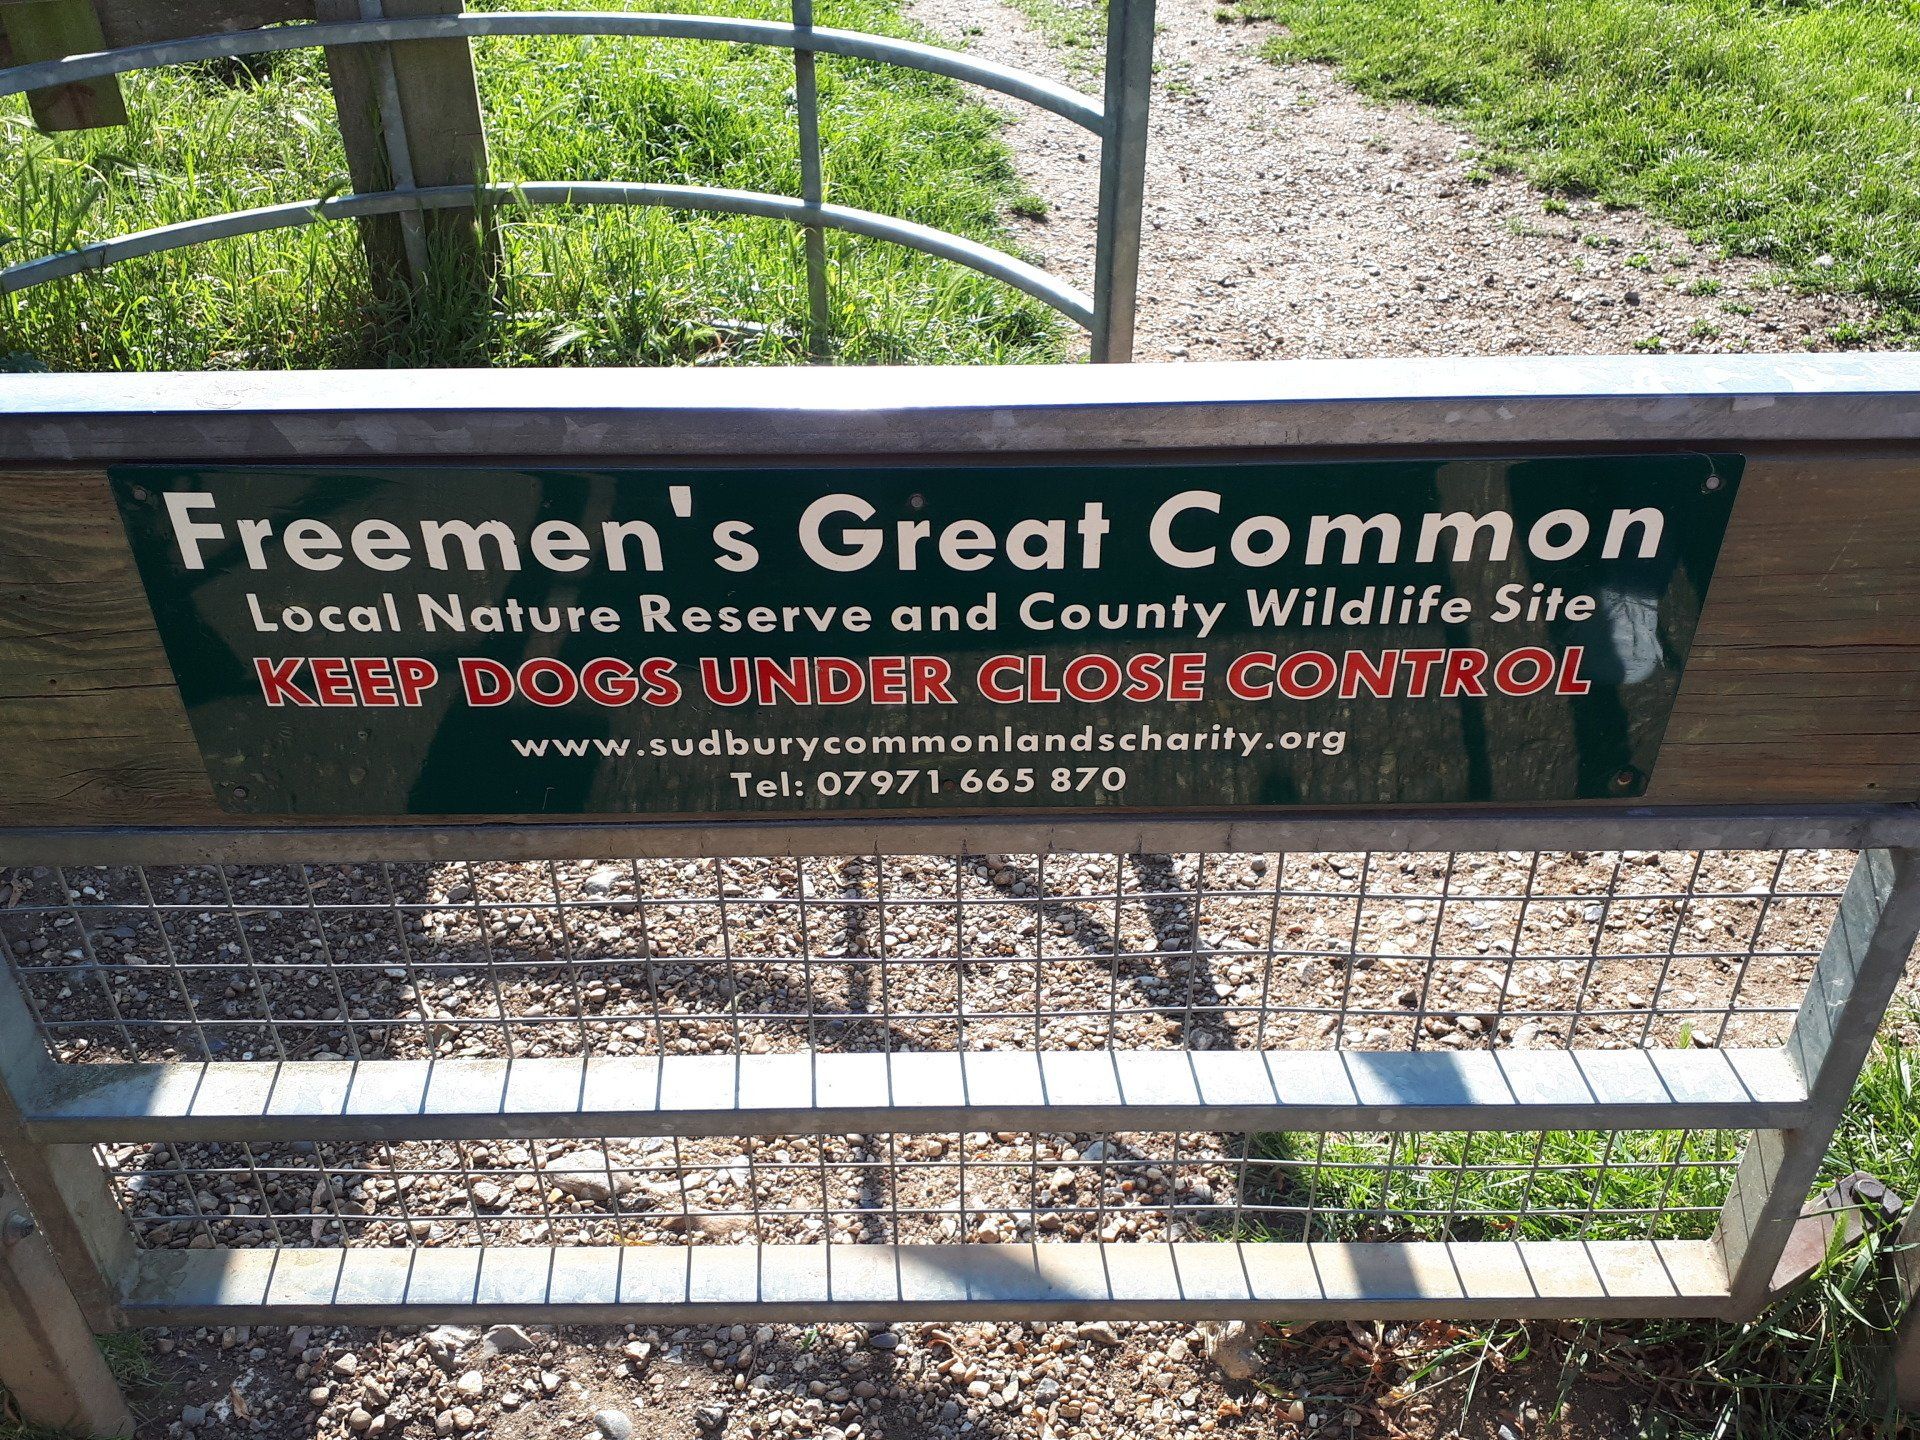 Freemen's Great Common
Local Nature Reserve and County Wildlife Site
KEEP DOGS UNDER CLOSE CONTROL
www.sudburycommonlandscharity.org
Tel: 07971 665 870